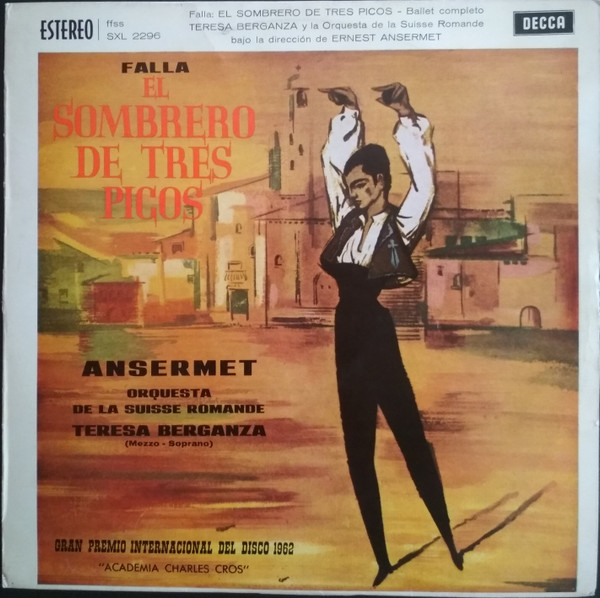 ESTEREO
ffss
SXL 2296
Falla: EL SOMBRERO DE TRES PICOS - Ballet completo
TERESA BERGANZA y la Orquesta de la Suisse Romande
bajo la dirección de ERNEST ANSERMET
DECCA
FALLA
EL
SOMBRERO
DE TRES
PICOS
ANSERMET
ORQUESTA
DE LA SUISSE ROMANDE
TERESA BERGANZA
(Mezzo - Soprano)
GRAN PREMIO INTERNACIONAL DEL DISCO 1962
"ACADEMIA CHARLES CROS"